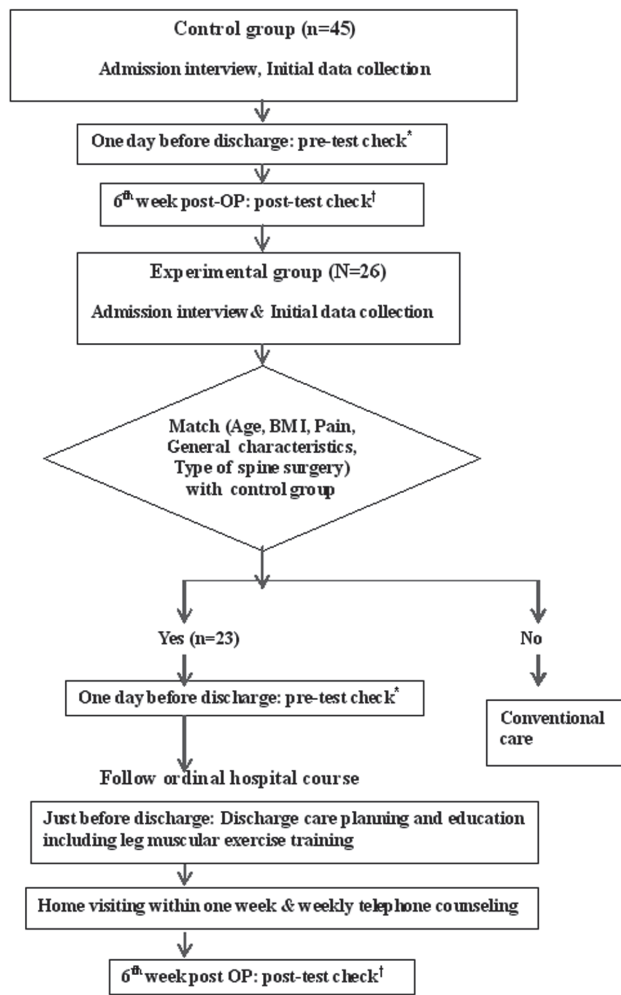 Control group (n=45)
Admission interview, Initial data collection
One day before discharge: pre-test check*
6th week post-OP: post-test check†
Experimental group (N=26)
Admission interview & Initial data collection
Match (Age, BMI, Pain,
General characteristics,
Type of spine surgery)
with control group
Yes (n=23)
No
One day before discharge: pre-test check*
Conventional
care
Follow ordinal hospital course
Just before discharge: Discharge care planning and education
including leg muscular exercise training
Home visiting within one week & weekly telephone counseling
6th week post OP: post-test check†